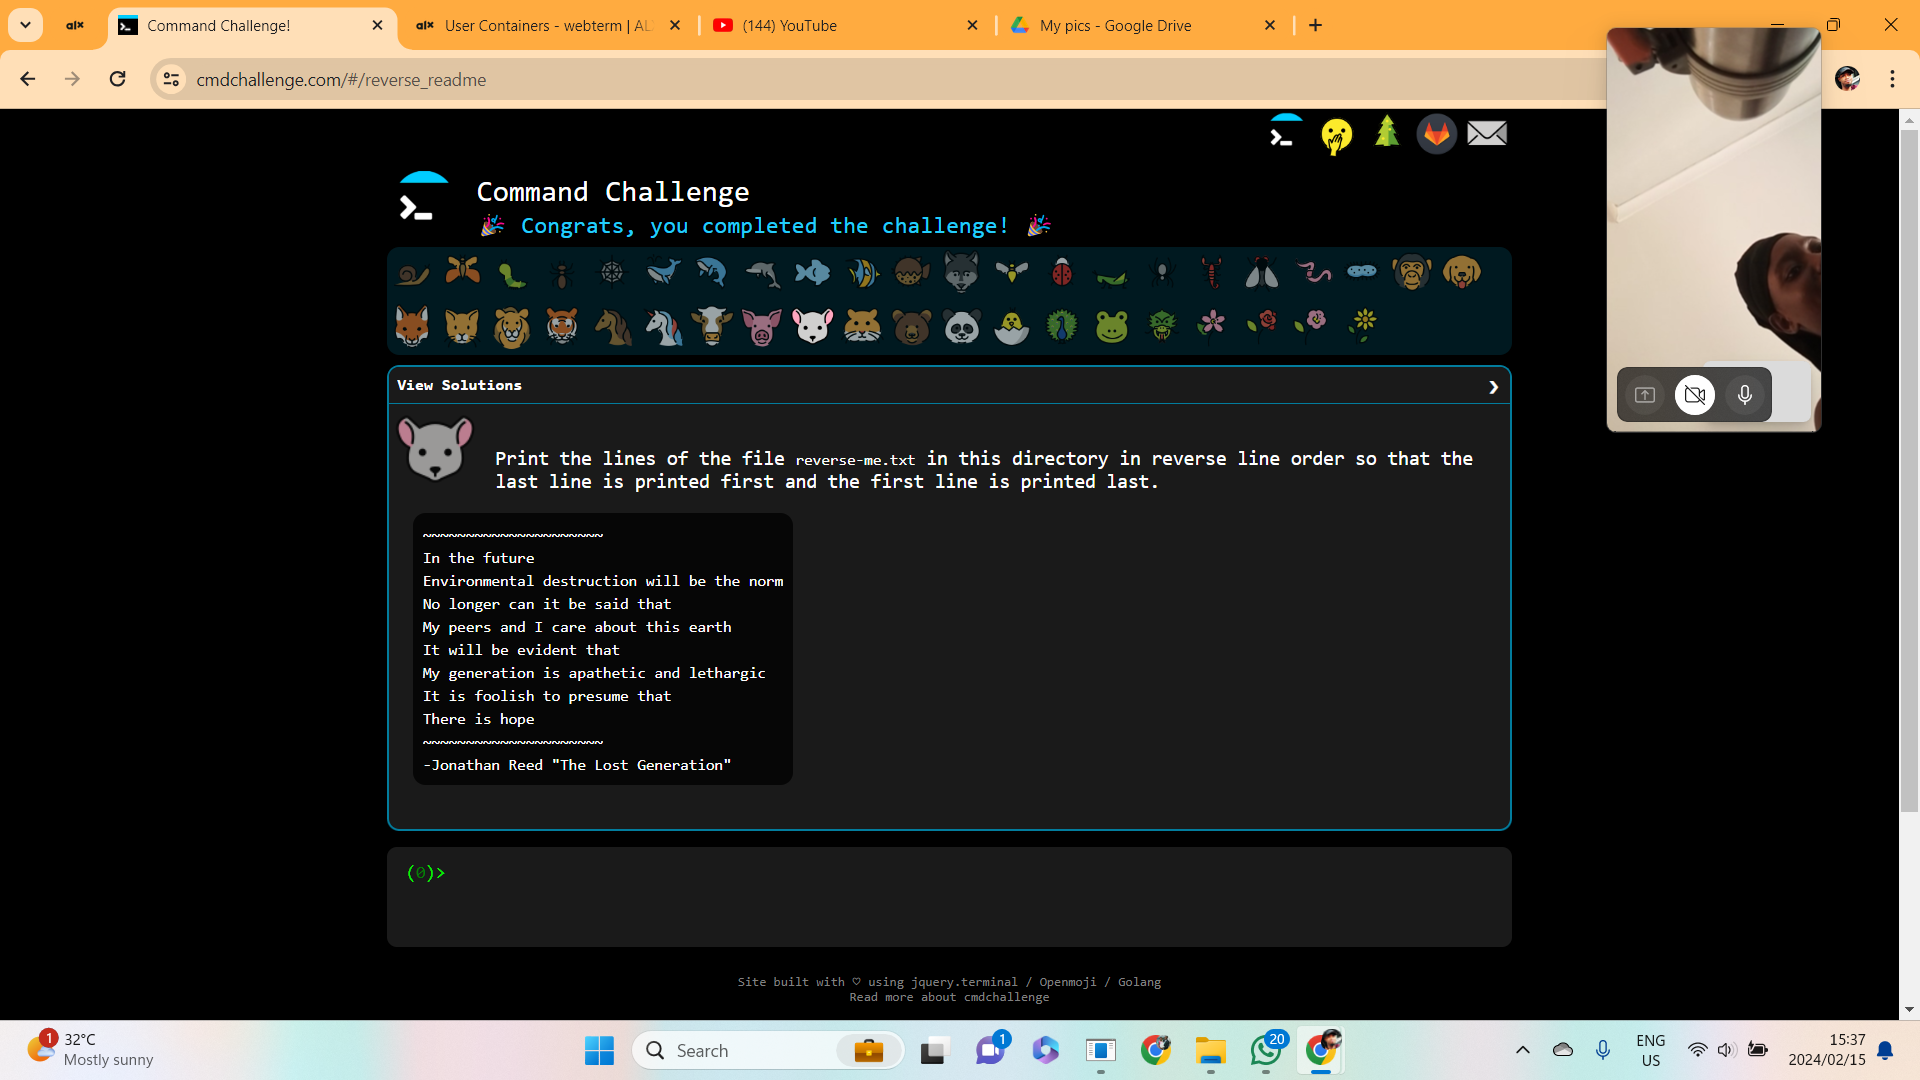 alx
Command Challenge!
alx User Containers - webterm | AL
(144) YouTube
My pics - Google Drive
cmdchallenge.com/#/reverse_readme
Command Challenge
Congrats, you completed the challenge!
View Solutions
Print the lines of the file reverse-me.txt in this directory in reverse line order so that the
last line is printed first and the first line is printed last.
~~~~~~~~~~~~~~~~~~~~~
In the future
Environmental destruction will be the norm
No longer can it be said that
My peers and I care about this earth
It will be evident that
My generation is apathetic and lethargic
It is foolish to presume that
There is hope
~~~~~~~~~~~~~~~~~~~~~
-Jonathan Reed "The Lost Generation"
(0)>
Site built with ♡ using jquery.terminal / Openmoji / Golang
Read more about cmdchallenge
1
32°C
Mostly sunny
Search
1
20
ENG
US
15:37
2024/02/15